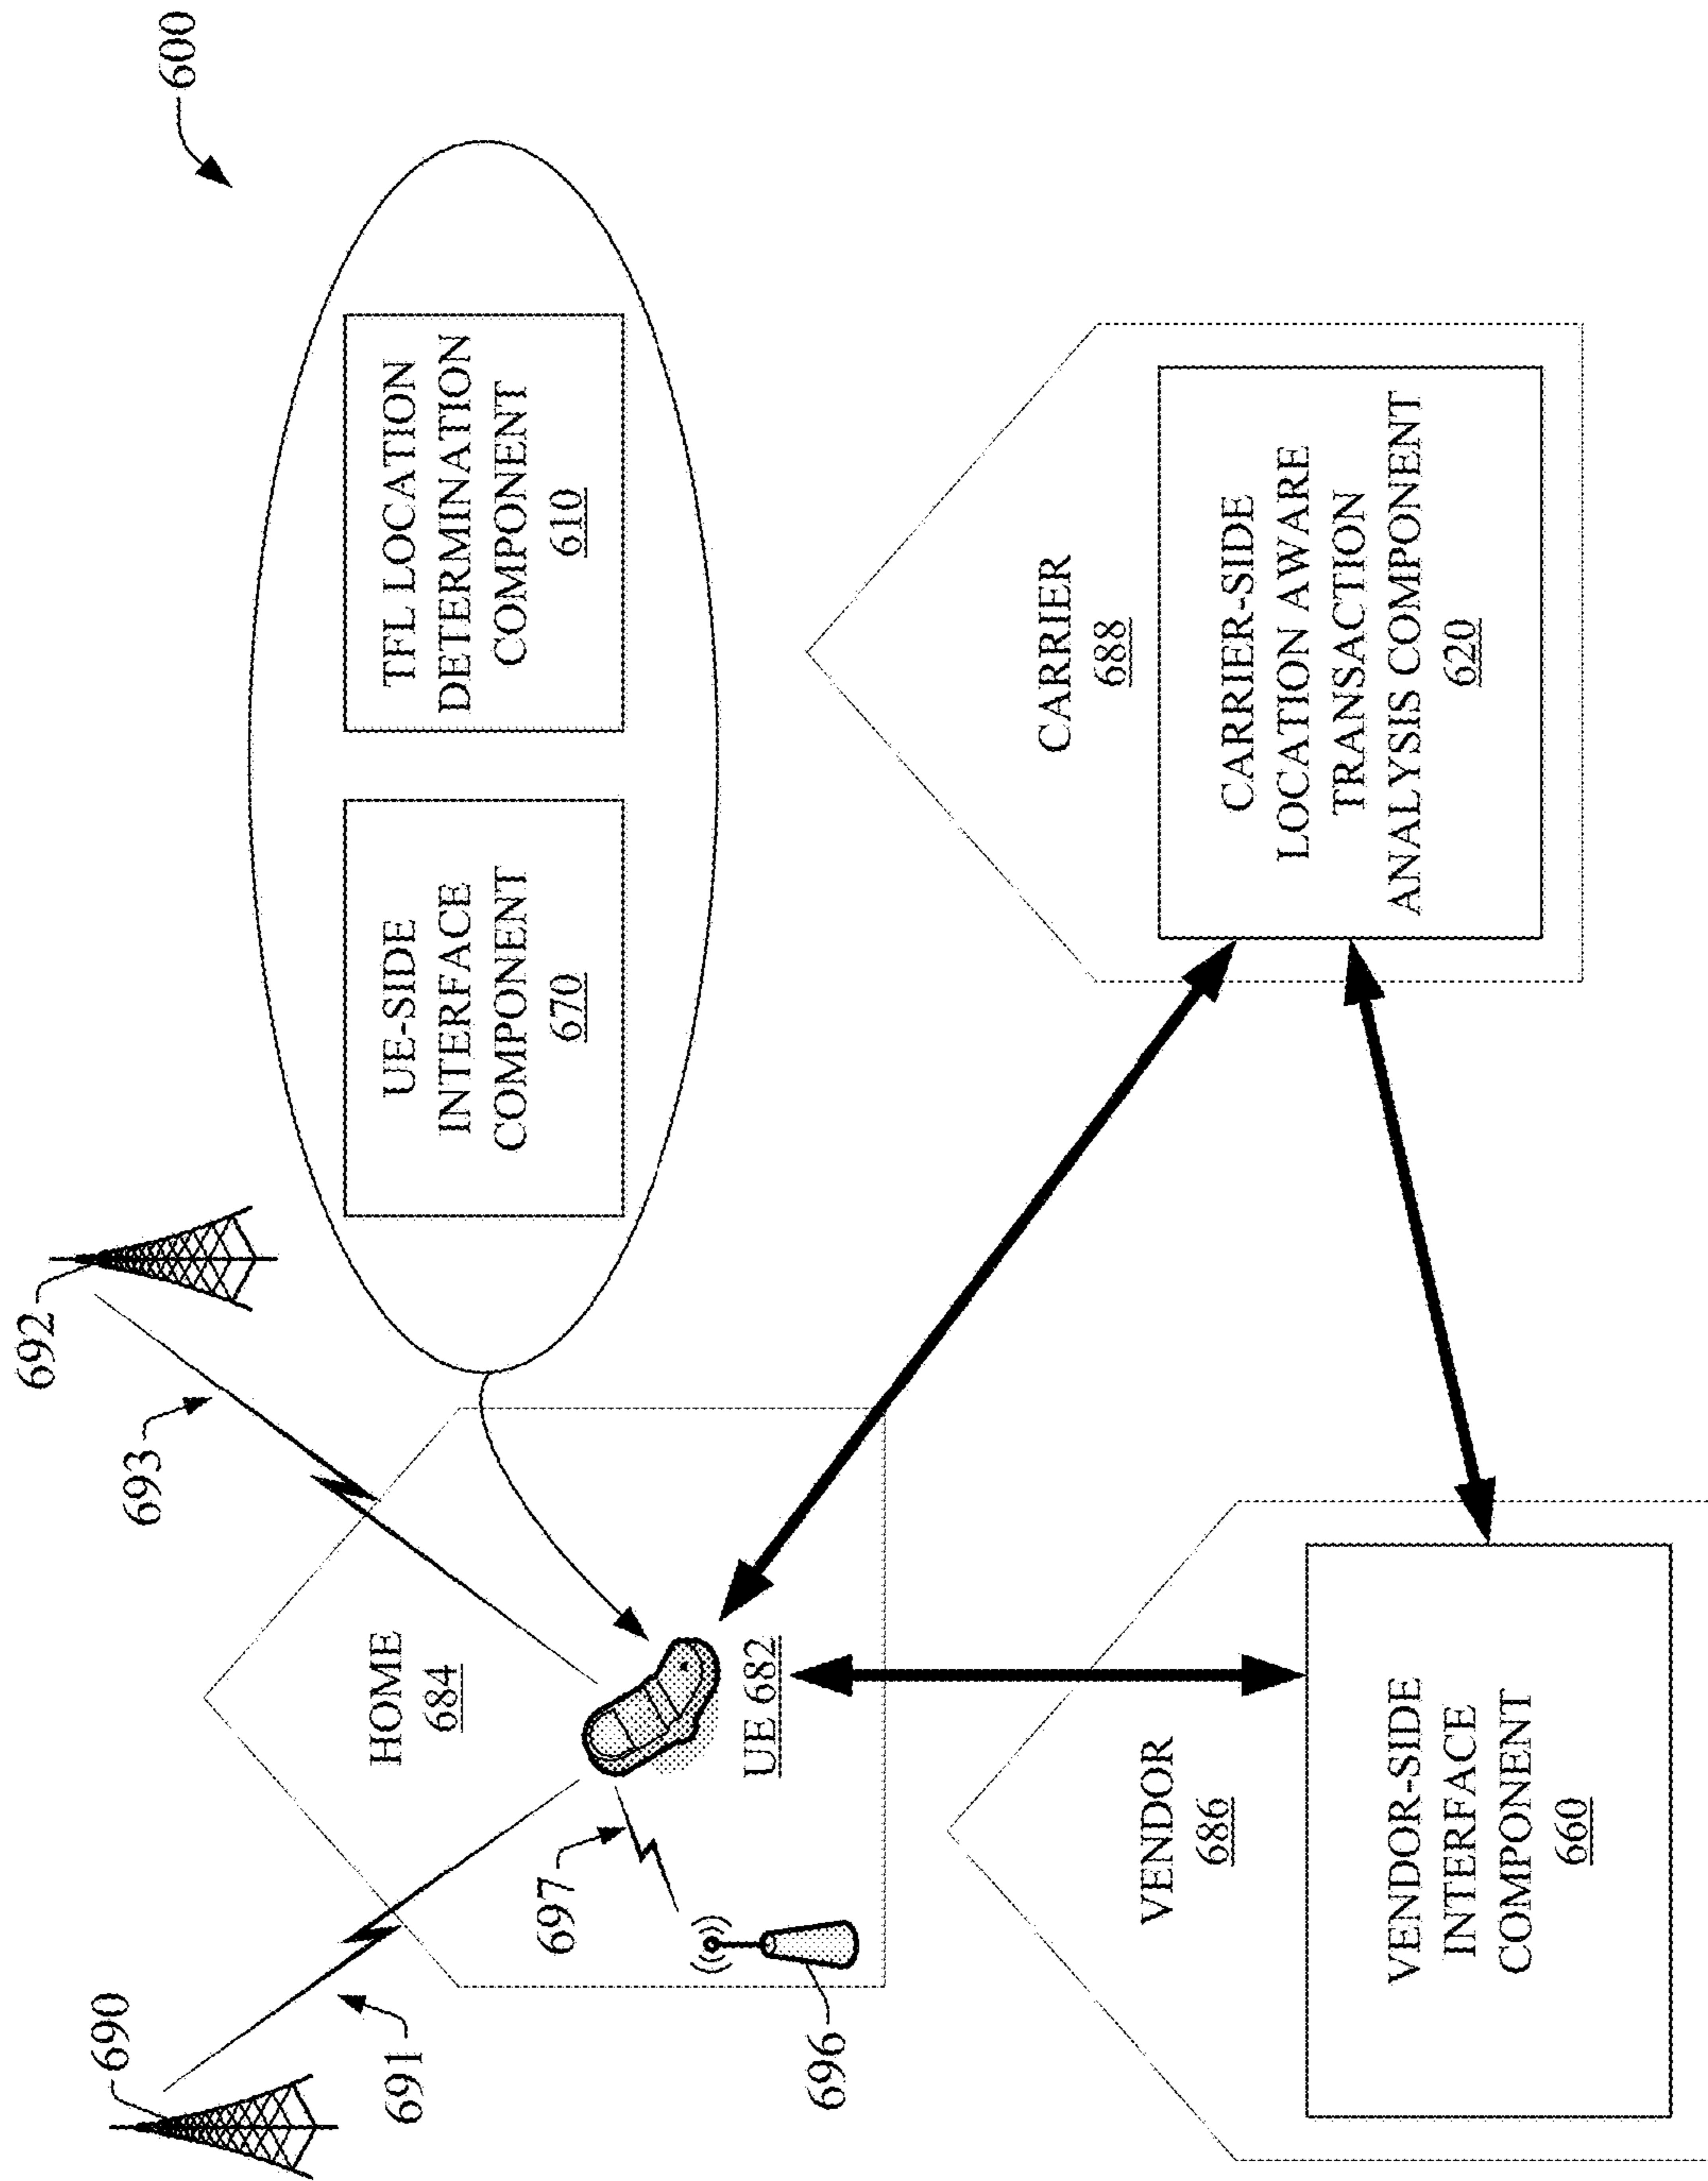 600
692
693
690
691
HOME
684
697
696
UE 682
UE-SIDE
INTERFACE
COMPONENT
670
TFL LOCATION
DETERMINATION
COMPONENT
610
VENDOR
686
VENDOR-SIDE
INTERFACE
COMPONENT
660
CARRIER
688
CARRIER-SIDE
LOCATION AWARE
TRANSACTION
ANALYSIS COMPONENT
620